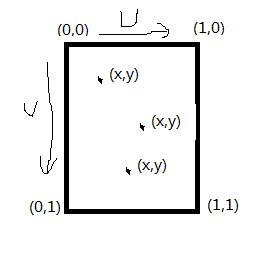 U
(0,0) (1,0)
(x,y)
V
(x,y)
(x,y)
(0,1) (1,1)